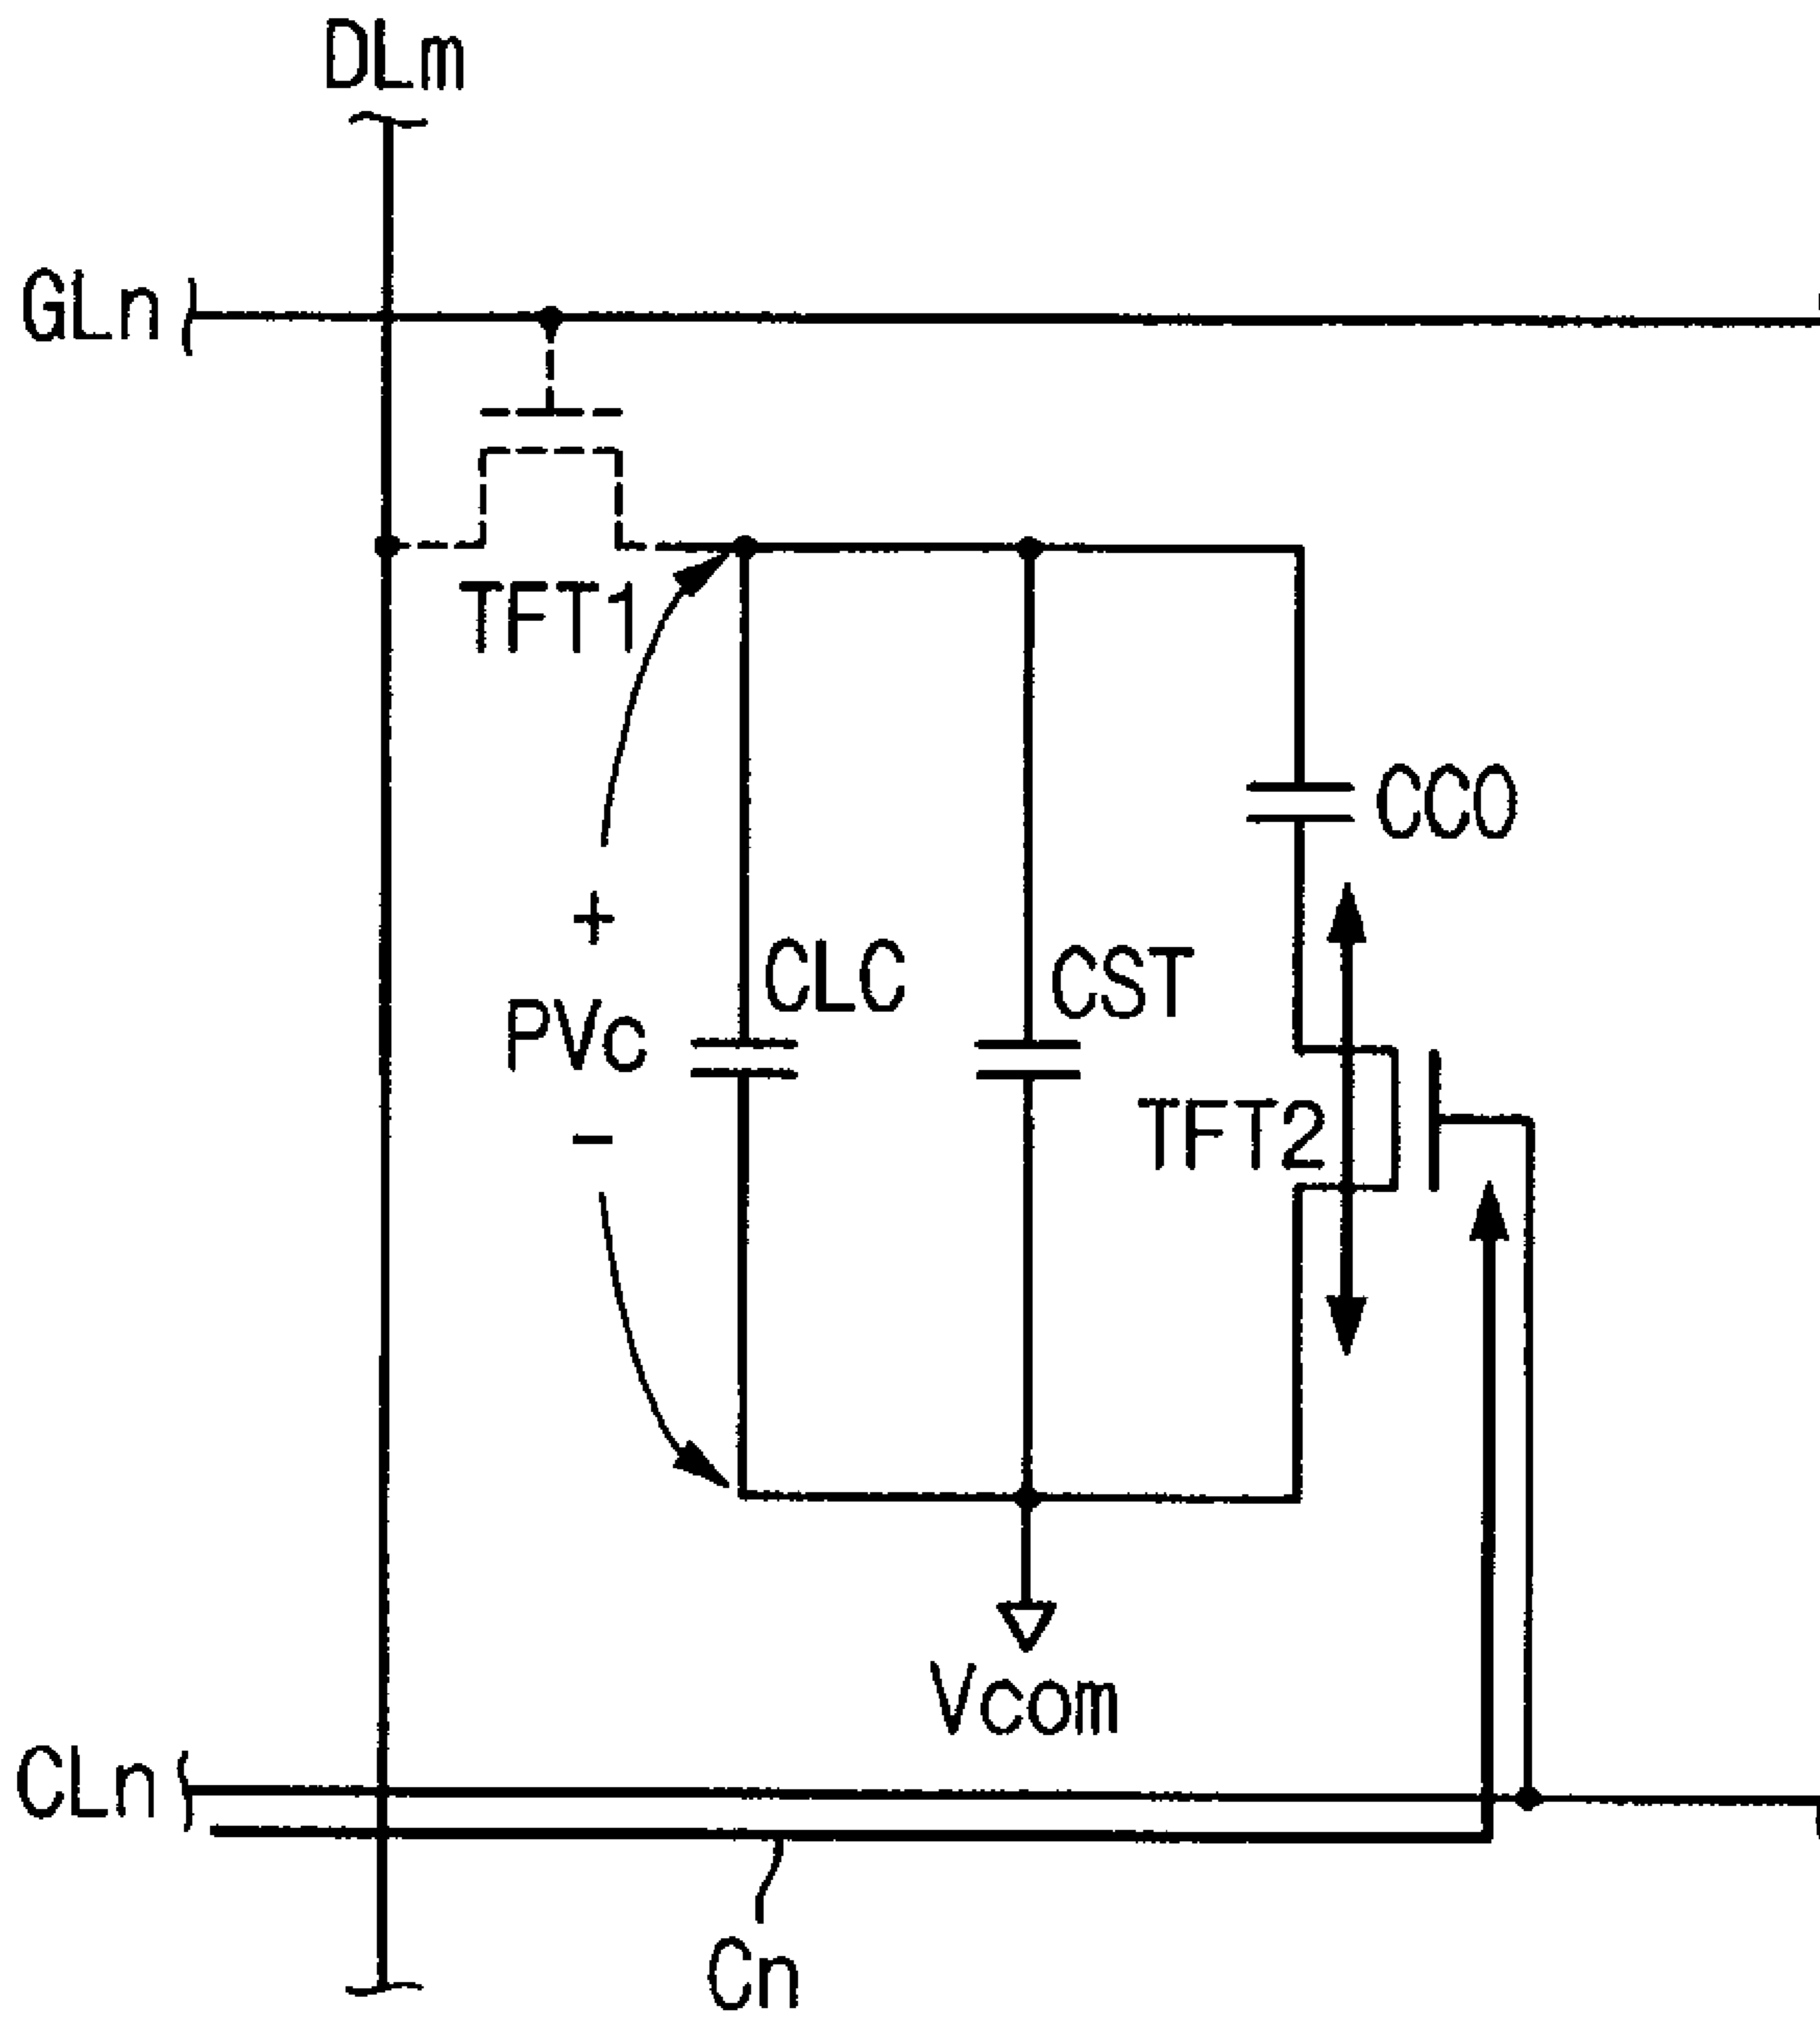 DLm
GLn
TFT1
CCO
+
CLC
CST
PVc
TFT2
-
Vcom
CLn
Cn